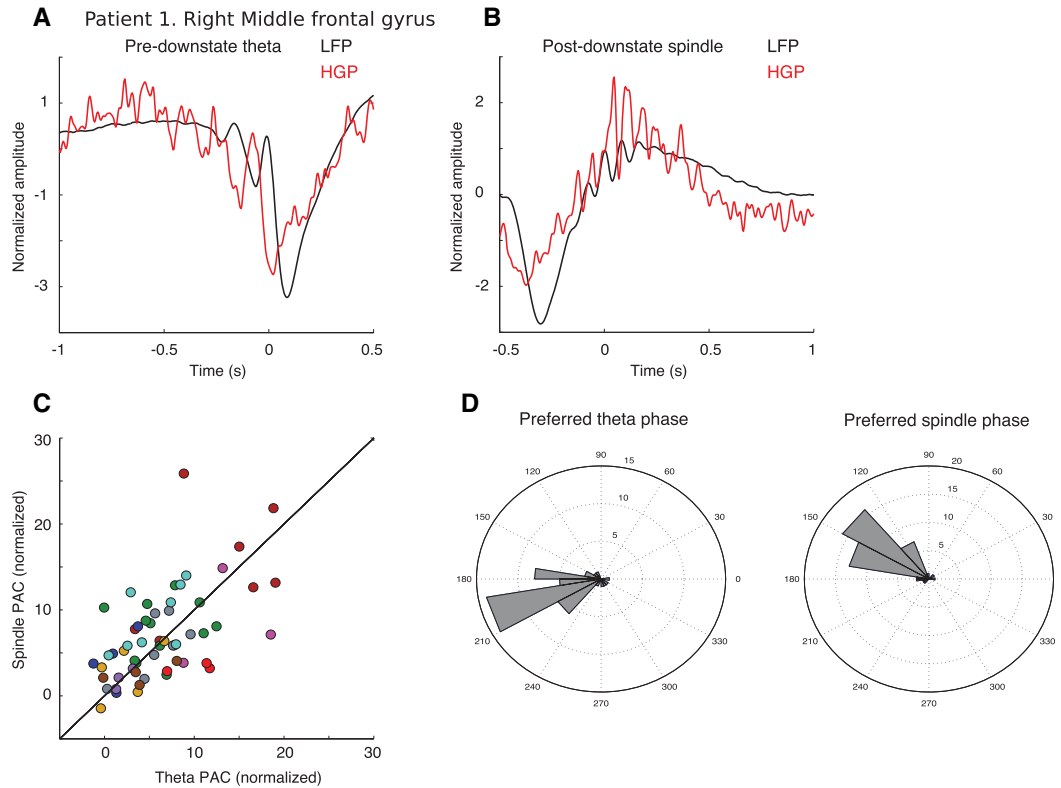 A Patient 1. Right Middle frontal gyrus
Pre-downstate theta LFP
HGP
1
-1
-3
Normalized amplitude
-1 -0.5 0 0.5
Time (s)
B
Post-downstate spindle LFP
HGP
2
0
-2
Normalized amplitude
-0.5 0 0.5 1
Time (s)
C
30
20
10
0
Spindle PAC (normalized)
0 10 20 30
Theta PAC (normalized)
D
Preferred theta phase
90
120 15 60
10
150 5 30
180 0
210 330
240 300
270
Preferred spindle phase
90
120 20 60
15
150 10 30
5
180 0
210 330
240 300
270